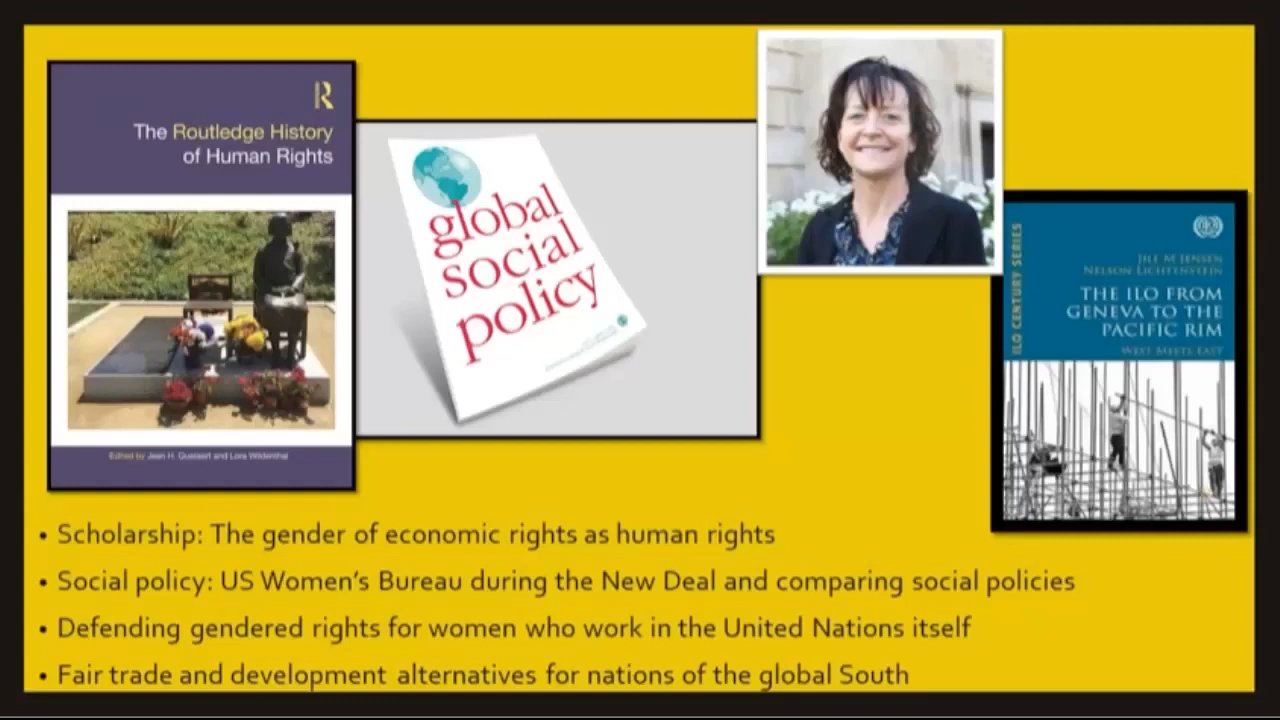 R
The Routledge History
of Human Rights
Edited by Jean H. Quataert and Lora Wildenthal
global
social
policy
ILO CENTURY SERIES
JILL M JENSEN
NELSON LICHTENSTEIN
THE ILO FROM
GENEVA TO THE
PACIFIC RIM
WEST MEETS EAST
• Scholarship: The gender of economic rights as human rights
• Social policy: US Women’s Bureau during the New Deal and comparing social policies
• Defending gendered rights for women who work in the United Nations itself
• Fair trade and development alternatives for nations of the global South